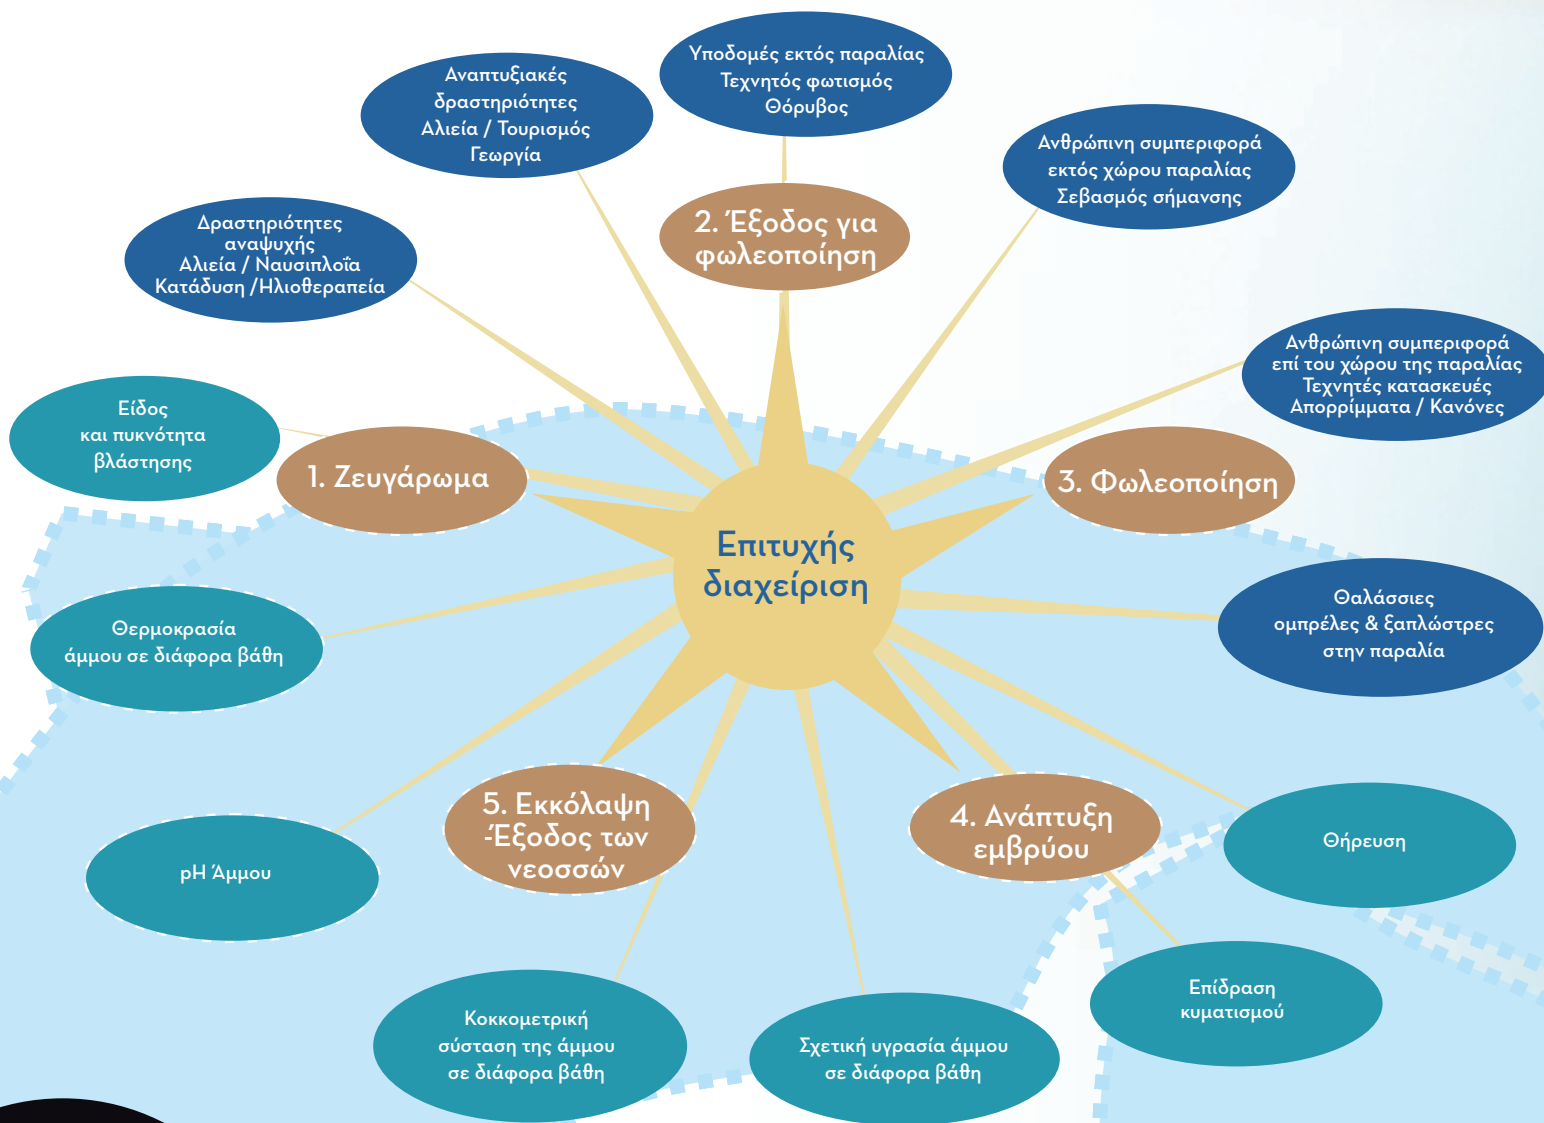 Υποδομές εκτός παραλίας
Τεχνητός φωτισμός
Θόρυβος
Αναπτυξιακές
δραστηριότητες
Αλιεία / Τουρισμός
Γεωργία
Ανθρώπινη συμπεριφορά
εκτός χώρου παραλίας
Σεβασμός σήμανσης
Δραστηριότητες
αναψυχής
Αλιεία / Ναυσιπλοΐα
Κατάδυση /Ηλιοθεραπεία
2. Έξοδος για
φωλεοποίηση
Ανθρώπινη συμπεριφορά
επί του χώρου της παραλίας
Τεχνητές κατασκευές
Απορρίμματα / Κανόνες
Είδος
και πυκνότητα
βλάστησης
1. Ζευγάρωμα
3. Φωλεοποίηση
Επιτυχής
διαχείριση
Θερμοκρασία
άμμου σε διάφορα βάθη
Θαλάσσιες
ομπρέλες & ξαπλώστρες
στην παραλία
5. Εκκόλαψη
-Έξοδος των
νεοσσών
4. Ανάπτυξη
εμβρύου
pH Άμμου
Θήρευση
Επίδραση
κυματισμού
Κοκκομετρική
σύσταση της άμμου
σε διάφορα βάθη
Σχετική υγρασία άμμου
σε διάφορα βάθη